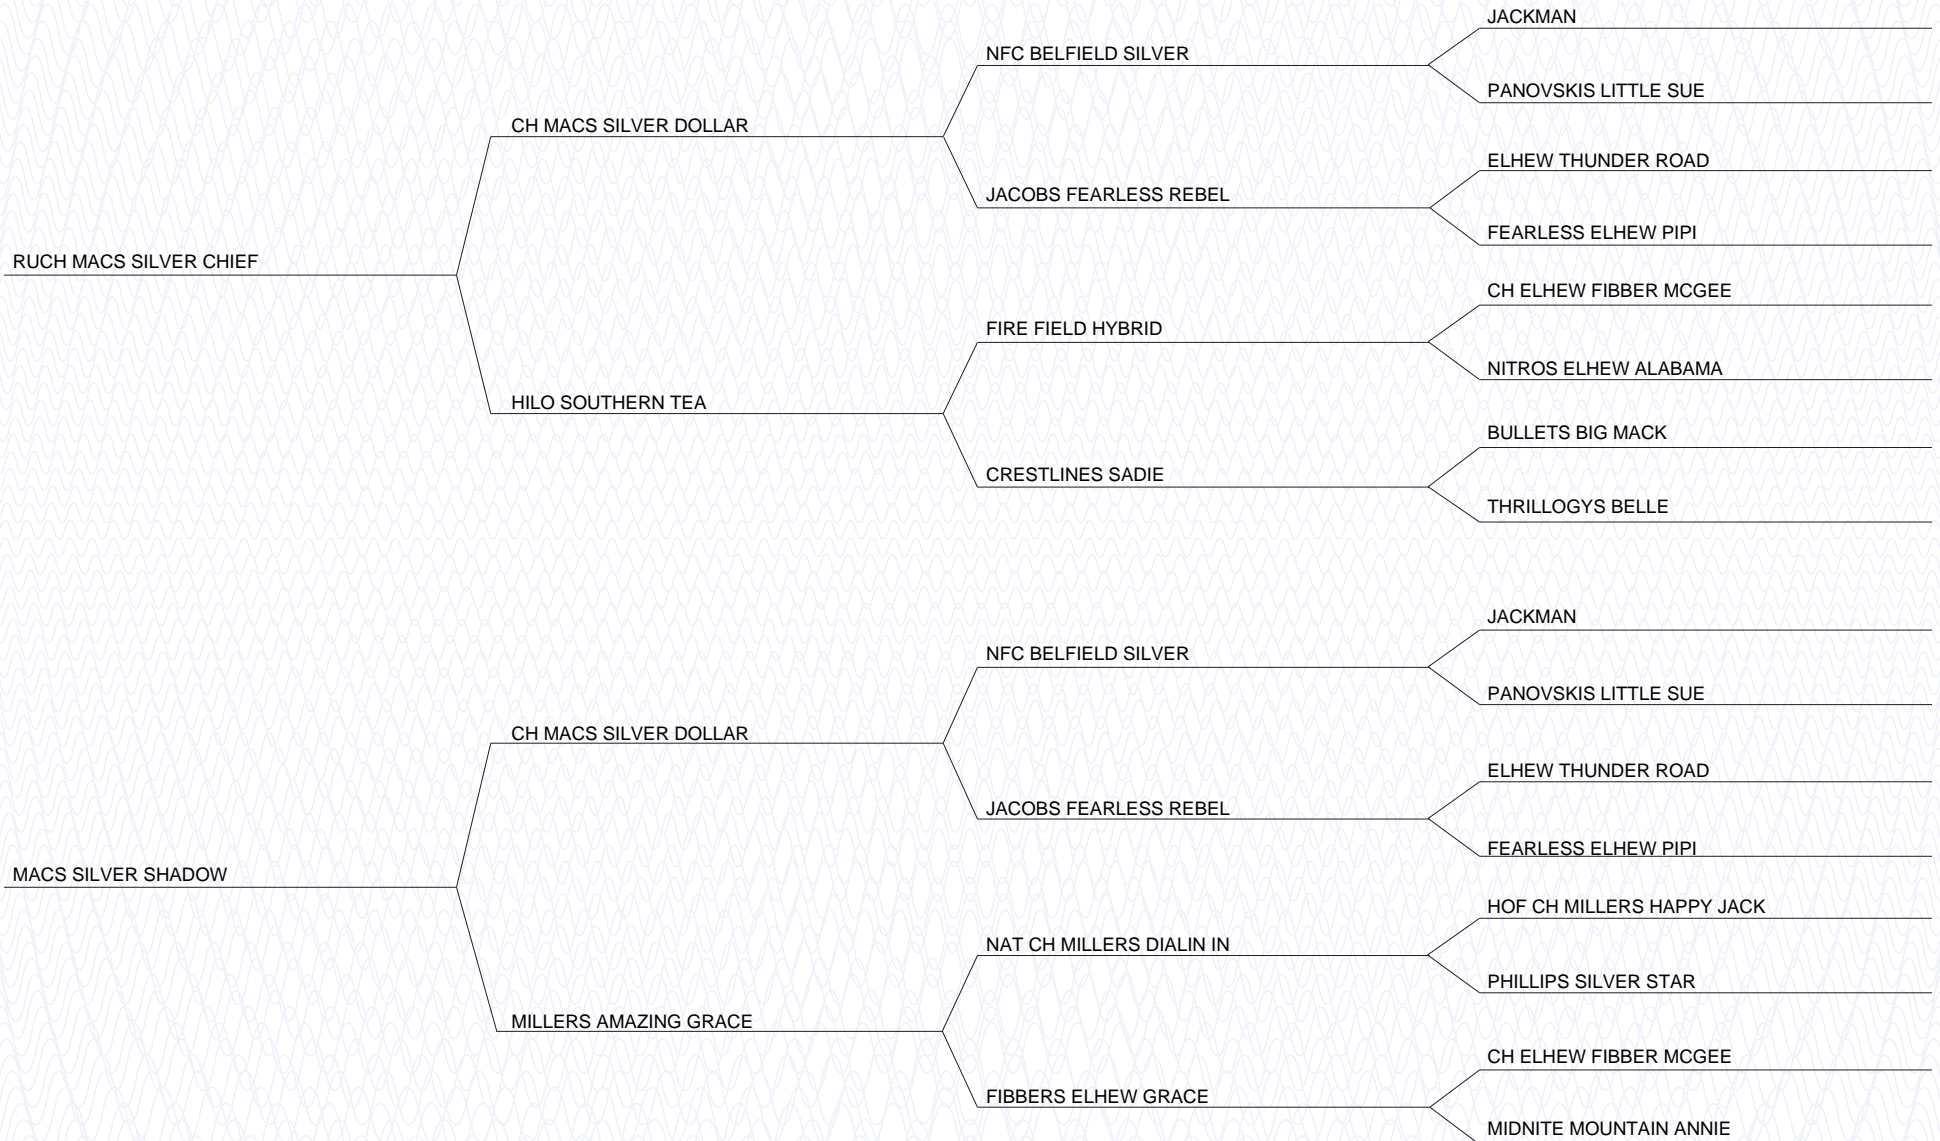 JACKMAN
NFC BELFIELD SILVER
PANOVSKIS LITTLE SUE
CH MACS SILVER DOLLAR
ELHEW THUNDER ROAD
JACOBS FEARLESS REBEL
FEARLESS ELHEW PIPI
RUCH MACS SILVER CHIEF
CH ELHEW FIBBER MCGEE
FIRE FIELD HYBRID
NITROS ELHEW ALABAMA
HILO SOUTHERN TEA
BULLETS BIG MACK
CRESTLINES SADIE
THRILLOGYS BELLE
JACKMAN
NFC BELFIELD SILVER
PANOVSKIS LITTLE SUE
CH MACS SILVER DOLLAR
ELHEW THUNDER ROAD
JACOBS FEARLESS REBEL
FEARLESS ELHEW PIPI
MACS SILVER SHADOW
HOF CH MILLERS HAPPY JACK
NAT CH MILLERS DIALIN IN
PHILLIPS SILVER STAR
MILLERS AMAZING GRACE
CH ELHEW FIBBER MCGEE
FIBBERS ELHEW GRACE
MIDNITE MOUNTAIN ANNIE